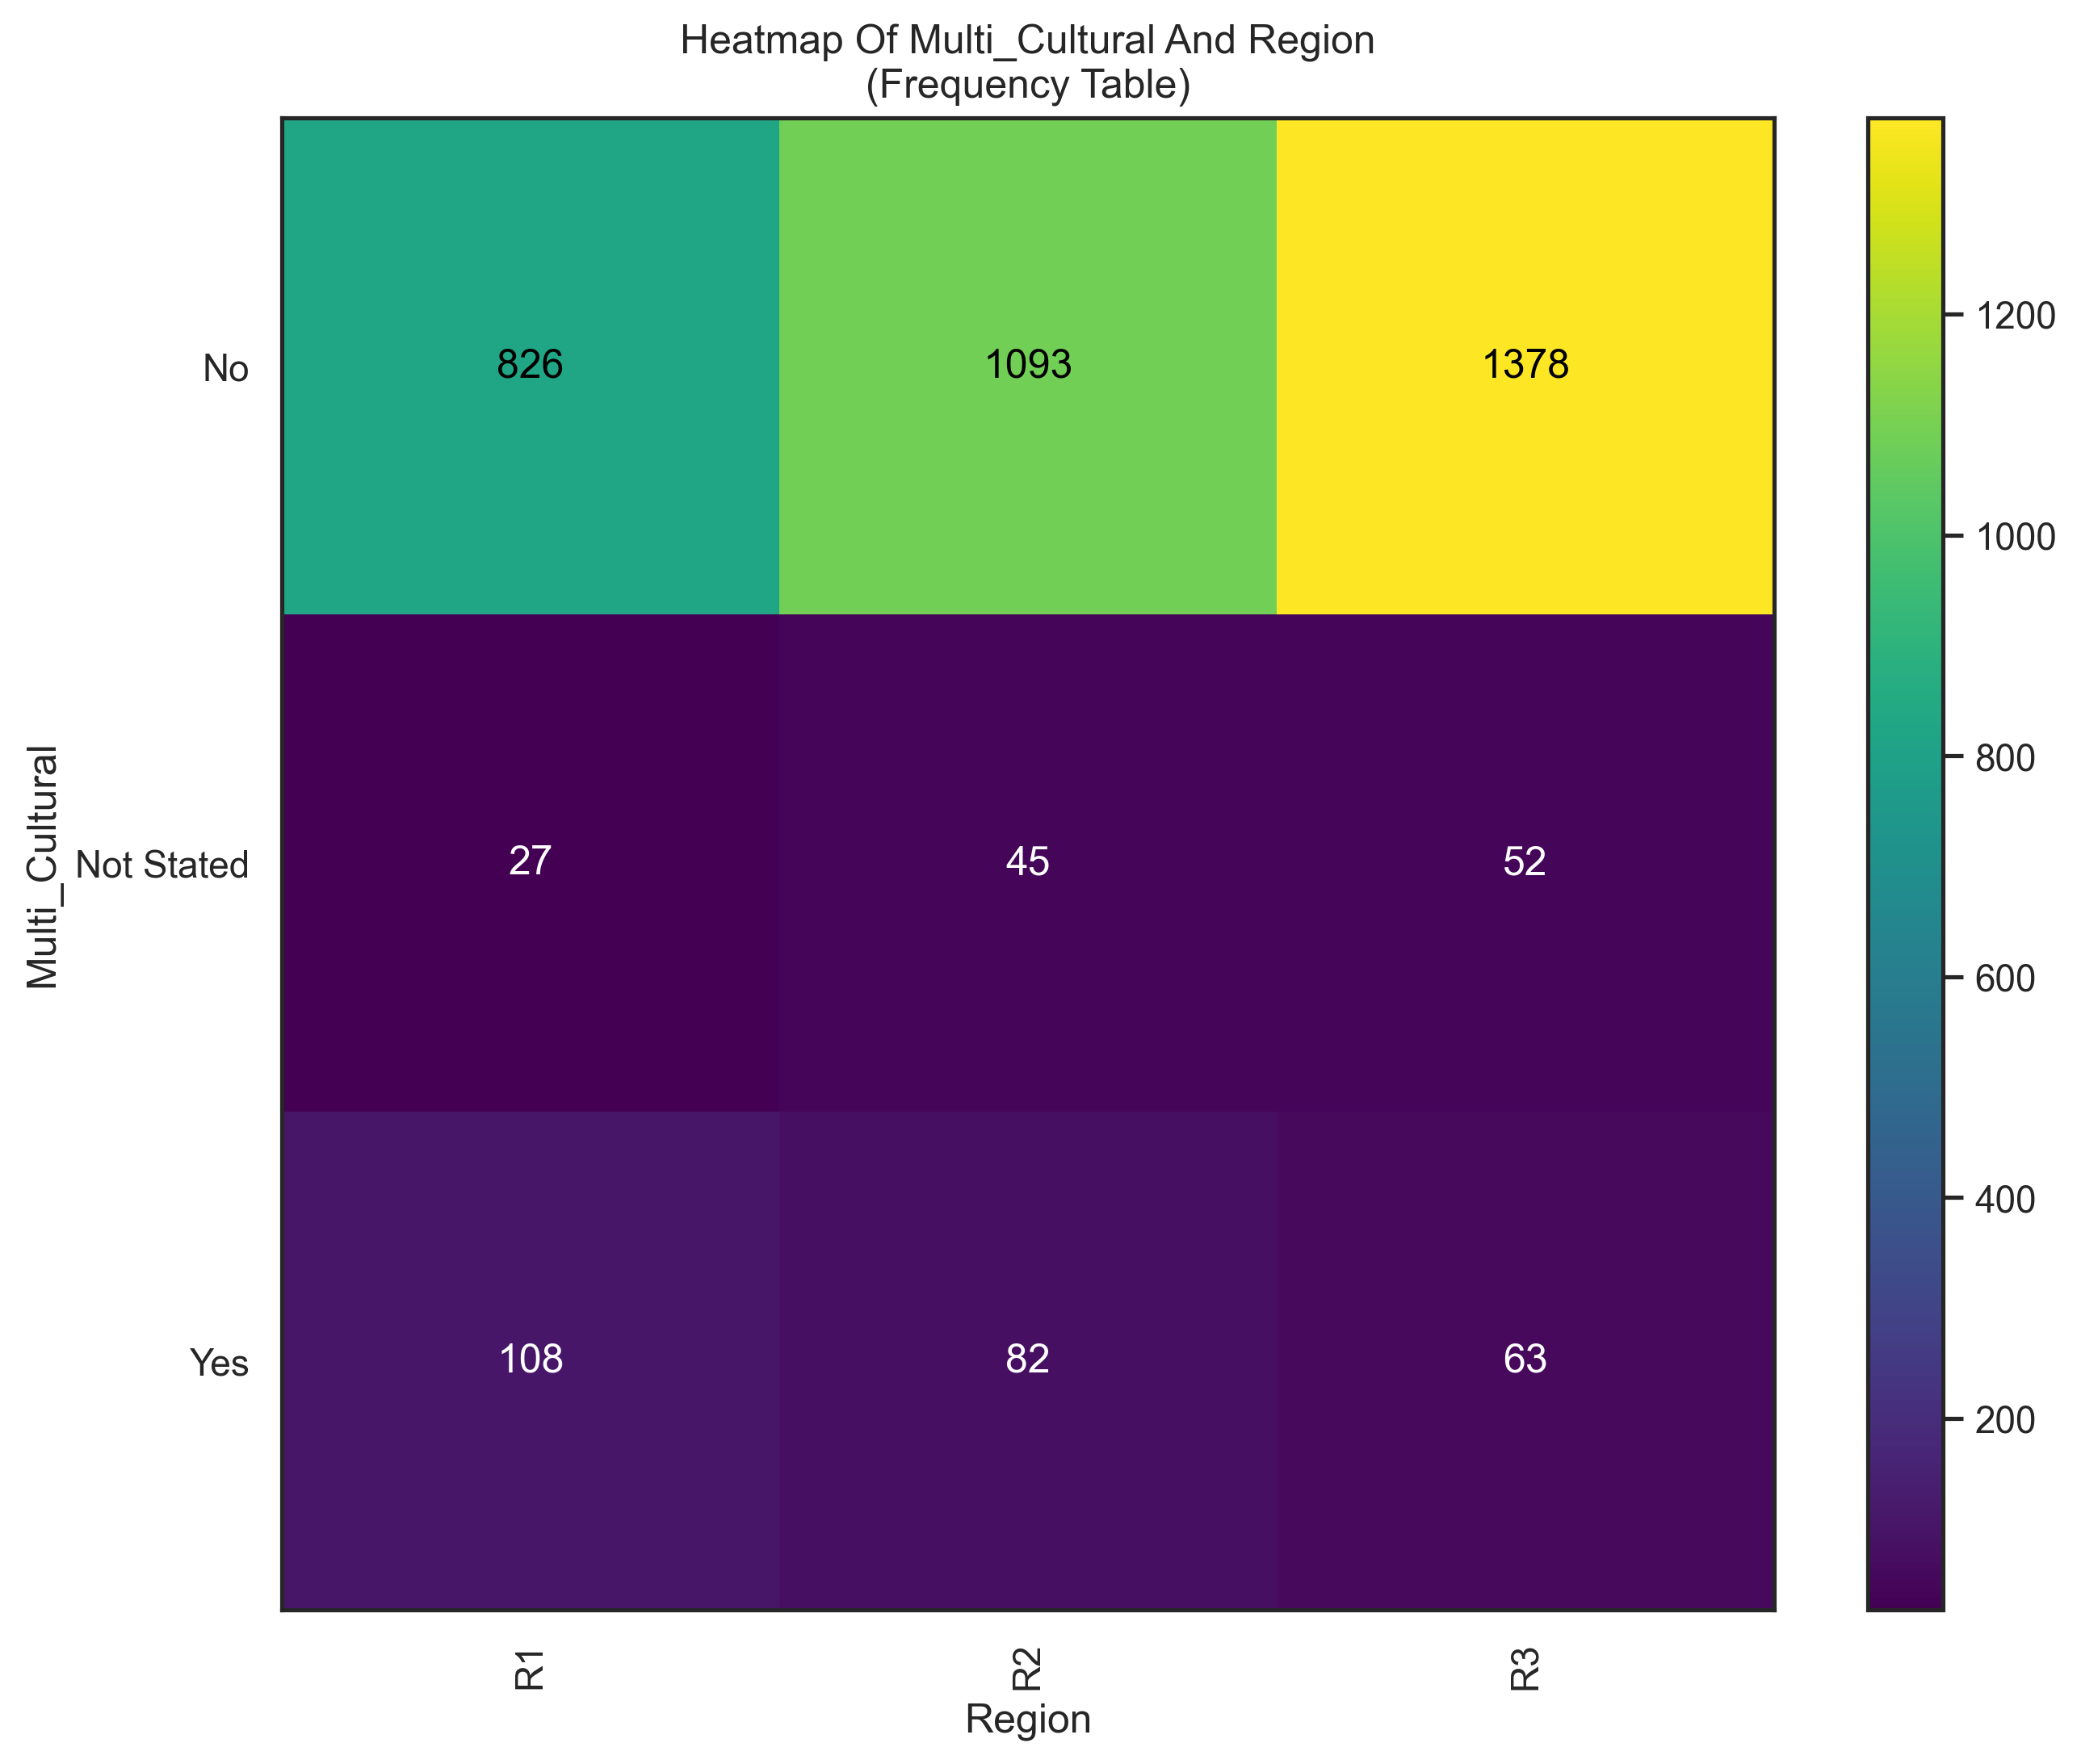 Heatmap Of Multi_Cultural And Region
(Frequency Table)
Multi_Cultural
No
826
1093
1378
Not Stated
27
45
52
Yes
108
82
63
R1
R2
R3
Region
1200
1000
800
600
400
200